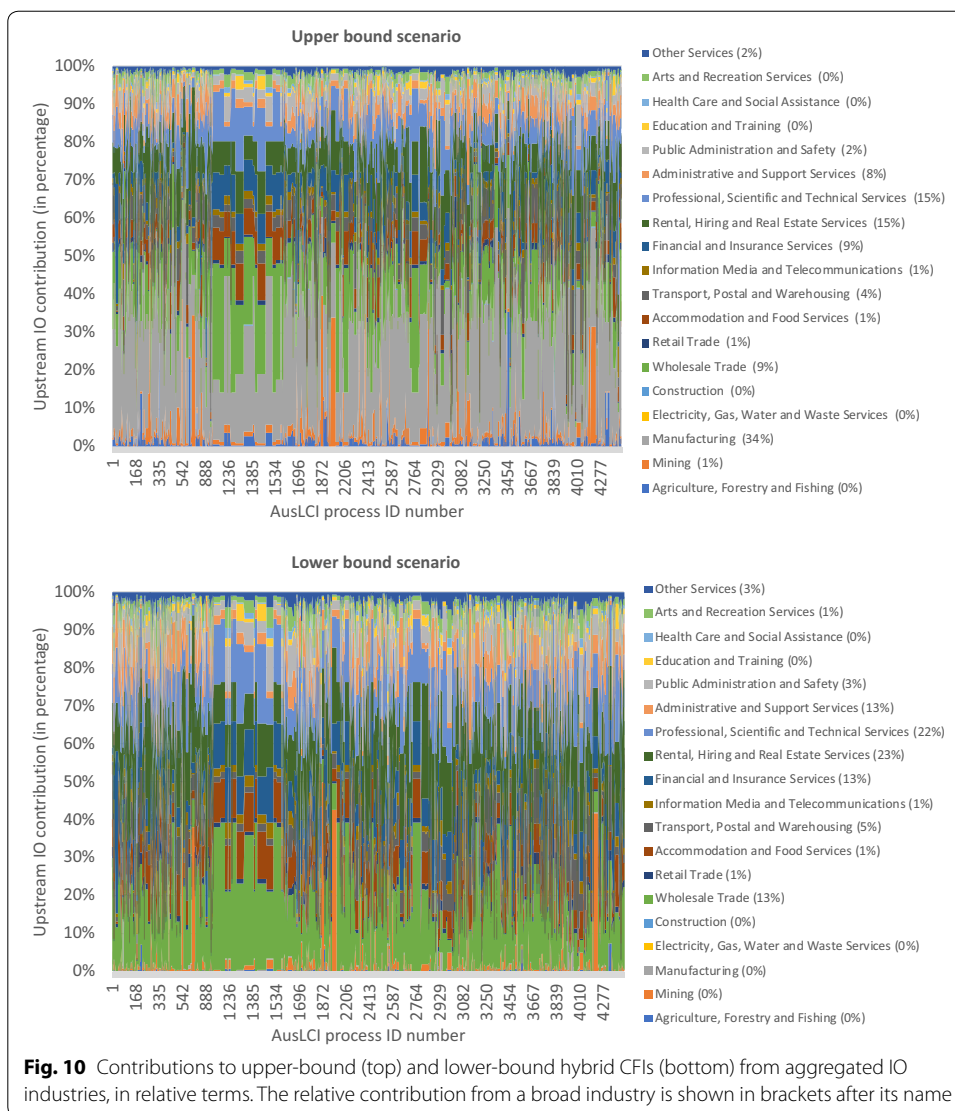 Upper bound scenario
Upstream IO contribution (in percentage)
100%
90%
80%
70%
60%
50%
40%
30%
20%
10%
0%
1
168
335
542
888
1236
1385
1534
1696
1872
2206
2413
2587
2764
2929
3082
3250
3454
3667
3839
4010
4277
AusLCI process ID number
Other Services (2%)
Arts and Recreation Services (0%)
Health Care and Social Assistance (0%)
Education and Training (0%)
Public Administration and Safety (2%)
Administrative and Support Services (8%)
Professional, Scientific and Technical Services (15%)
Rental, Hiring and Real Estate Services (15%)
Financial and Insurance Services (9%)
Information Media and Telecommunications (1%)
Transport, Postal and Warehousing (4%)
Accommodation and Food Services (1%)
Retail Trade (1%)
Wholesale Trade (9%)
Construction (0%)
Electricity, Gas, Water and Waste Services (0%)
Manufacturing (34%)
Mining (1%)
Agriculture, Forestry and Fishing (0%)
Lower bound scenario
Upstream IO contribution (in percentage)
100%
90%
80%
70%
60%
50%
40%
30%
20%
10%
0%
1
168
335
542
888
1236
1385
1534
1696
1872
2206
2413
2587
2764
2929
3082
3250
3454
3667
3839
4010
4277
AusLCI process ID number
Other Services (3%)
Arts and Recreation Services (1%)
Health Care and Social Assistance (0%)
Education and Training (0%)
Public Administration and Safety (3%)
Administrative and Support Services (13%)
Professional, Scientific and Technical Services (22%)
Rental, Hiring and Real Estate Services (23%)
Financial and Insurance Services (13%)
Information Media and Telecommunications (1%)
Transport, Postal and Warehousing (5%)
Accommodation and Food Services (1%)
Retail Trade (1%)
Wholesale Trade (13%)
Construction (0%)
Electricity, Gas, Water and Waste Services (0%)
Manufacturing (0%)
Mining (0%)
Agriculture, Forestry and Fishing (0%)
Fig. 10 Contributions to upper-bound (top) and lower-bound hybrid CFIs (bottom) from aggregated IO
industries, in relative terms. The relative contribution from a broad industry is shown in brackets after its name